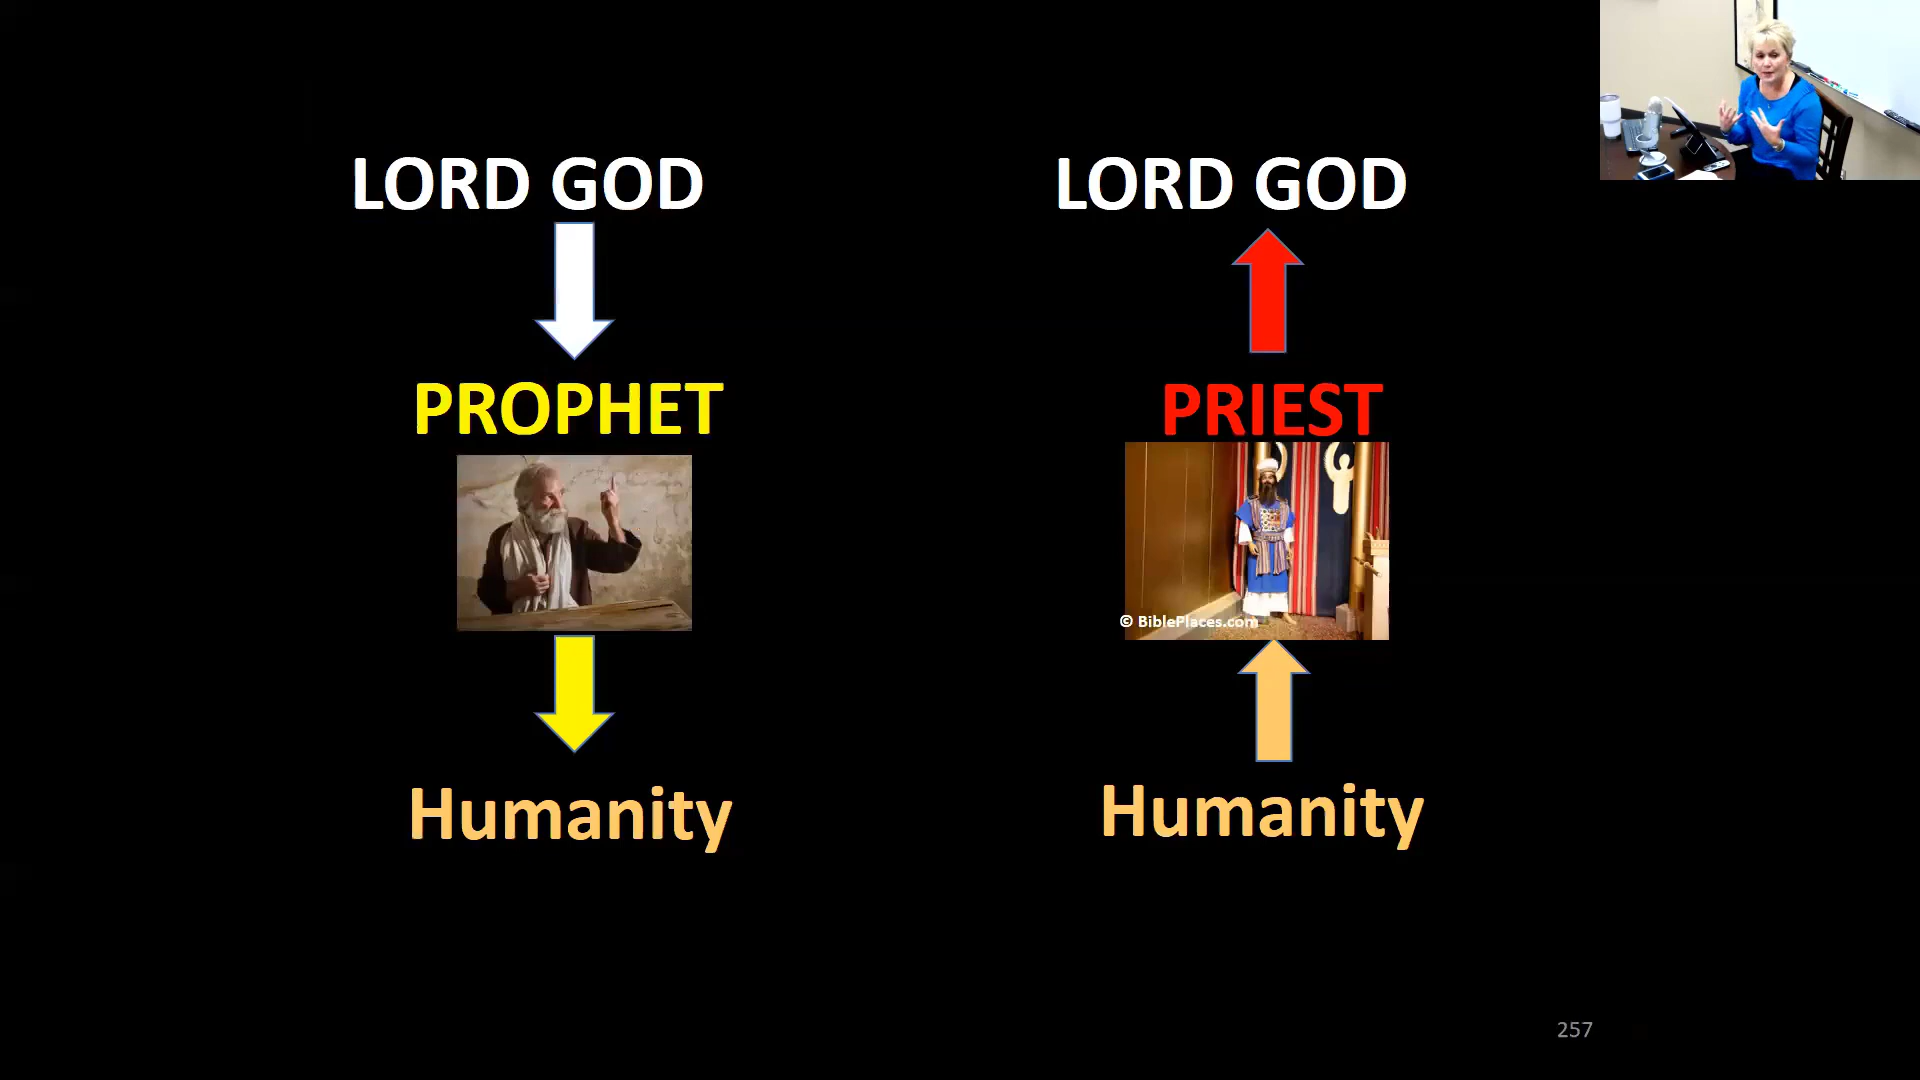 LORD GOD
PROPHET
Humanity
LORD GOD
PRIEST
© BiblePlaces.com
Humanity
257